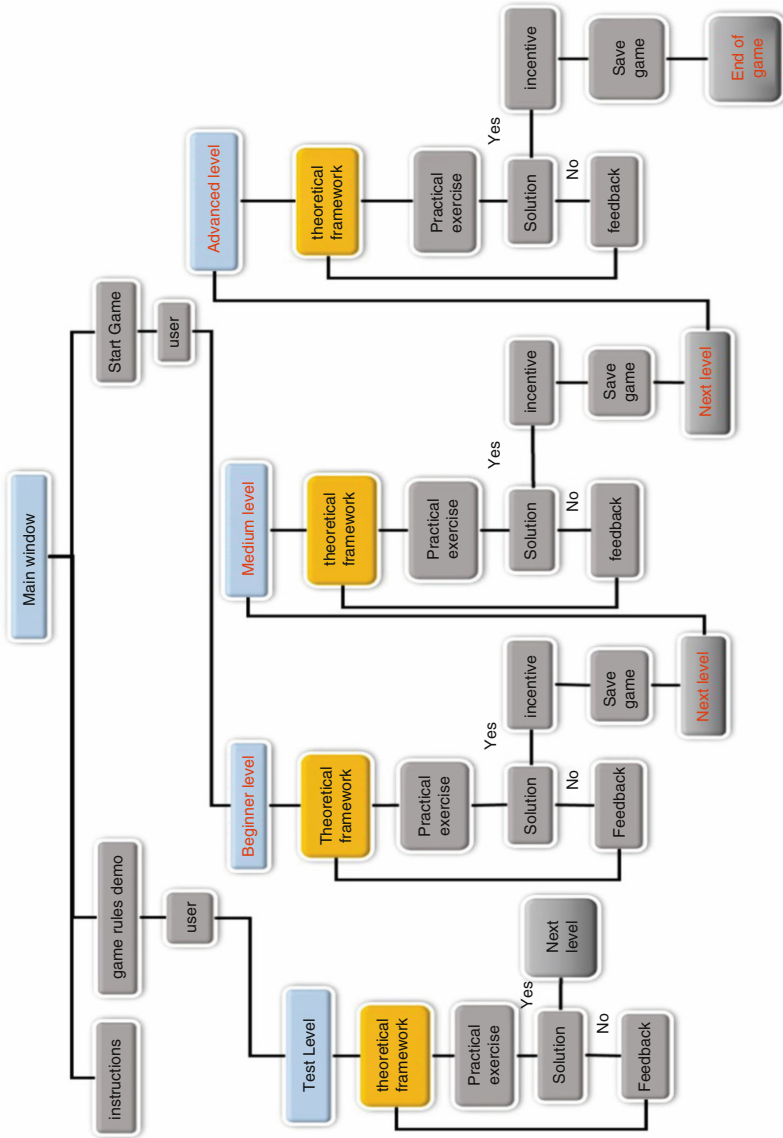 Main window
instructions
game rules demo
Start Game
user
user
Test Level
theoretical
framework
Practical
exercise
Solution
Yes
Next
level
No
Feedback
Beginner level
Theoretical
framework
Practical
exercise
Solution
Yes
incentive
Save
game
Next level
No
Feedback
Medium level
theoretical
framework
Practical
exercise
Solution
Yes
incentive
Save
game
Next level
No
feedback
Advanced level
theoretical
framework
Practical
exercise
Solution
Yes
incentive
Save
game
End of
game
No
feedback